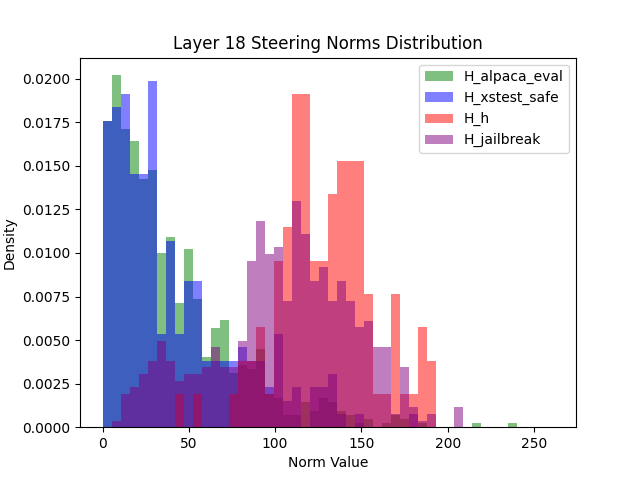 Layer 18 Steering Norms Distribution
H_alpaca_eval
H_xstest_safe
H_h
H_jailbreak
0.0200
0.0175
0.0150
0.0125
0.0100
0.0075
0.0050
0.0025
0.0000
Density
0 50 100 150 200 250
Norm Value